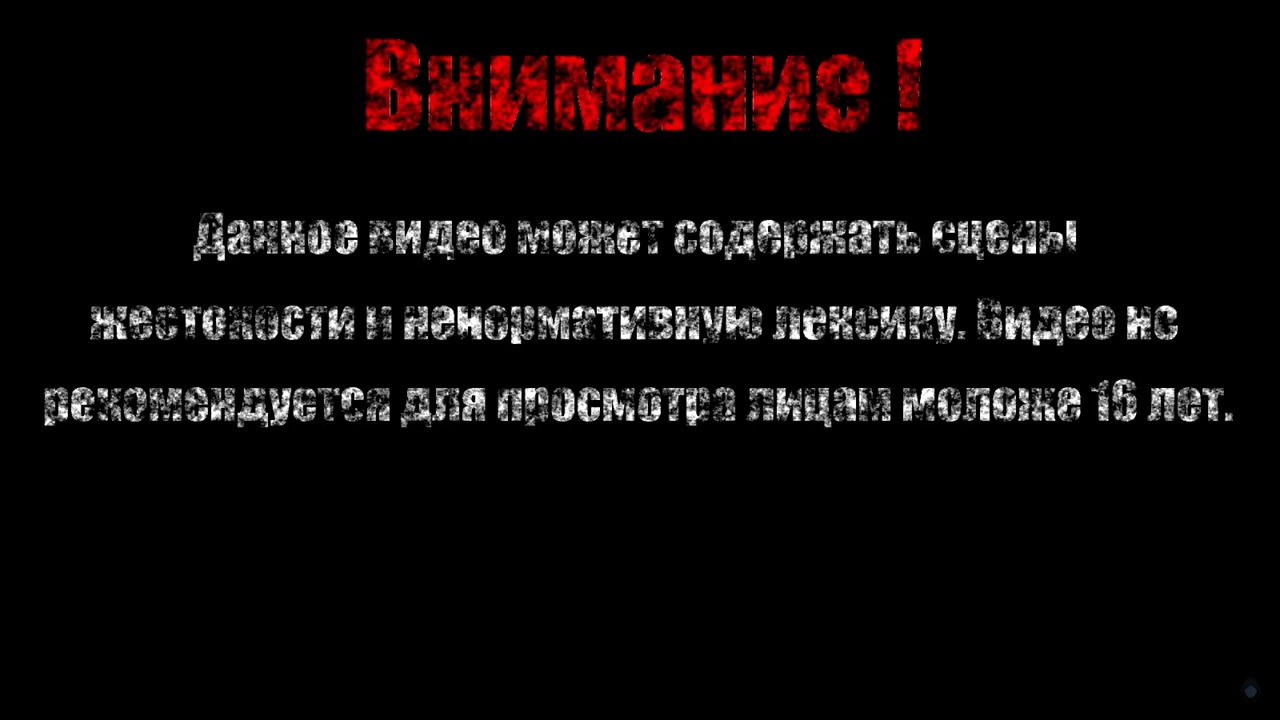 Внимание !
Данное видео может содержать сцены
жестокости и ненормативную лексику. Видео не
рекомендуется для просмотра лицам моложе 16 лет.